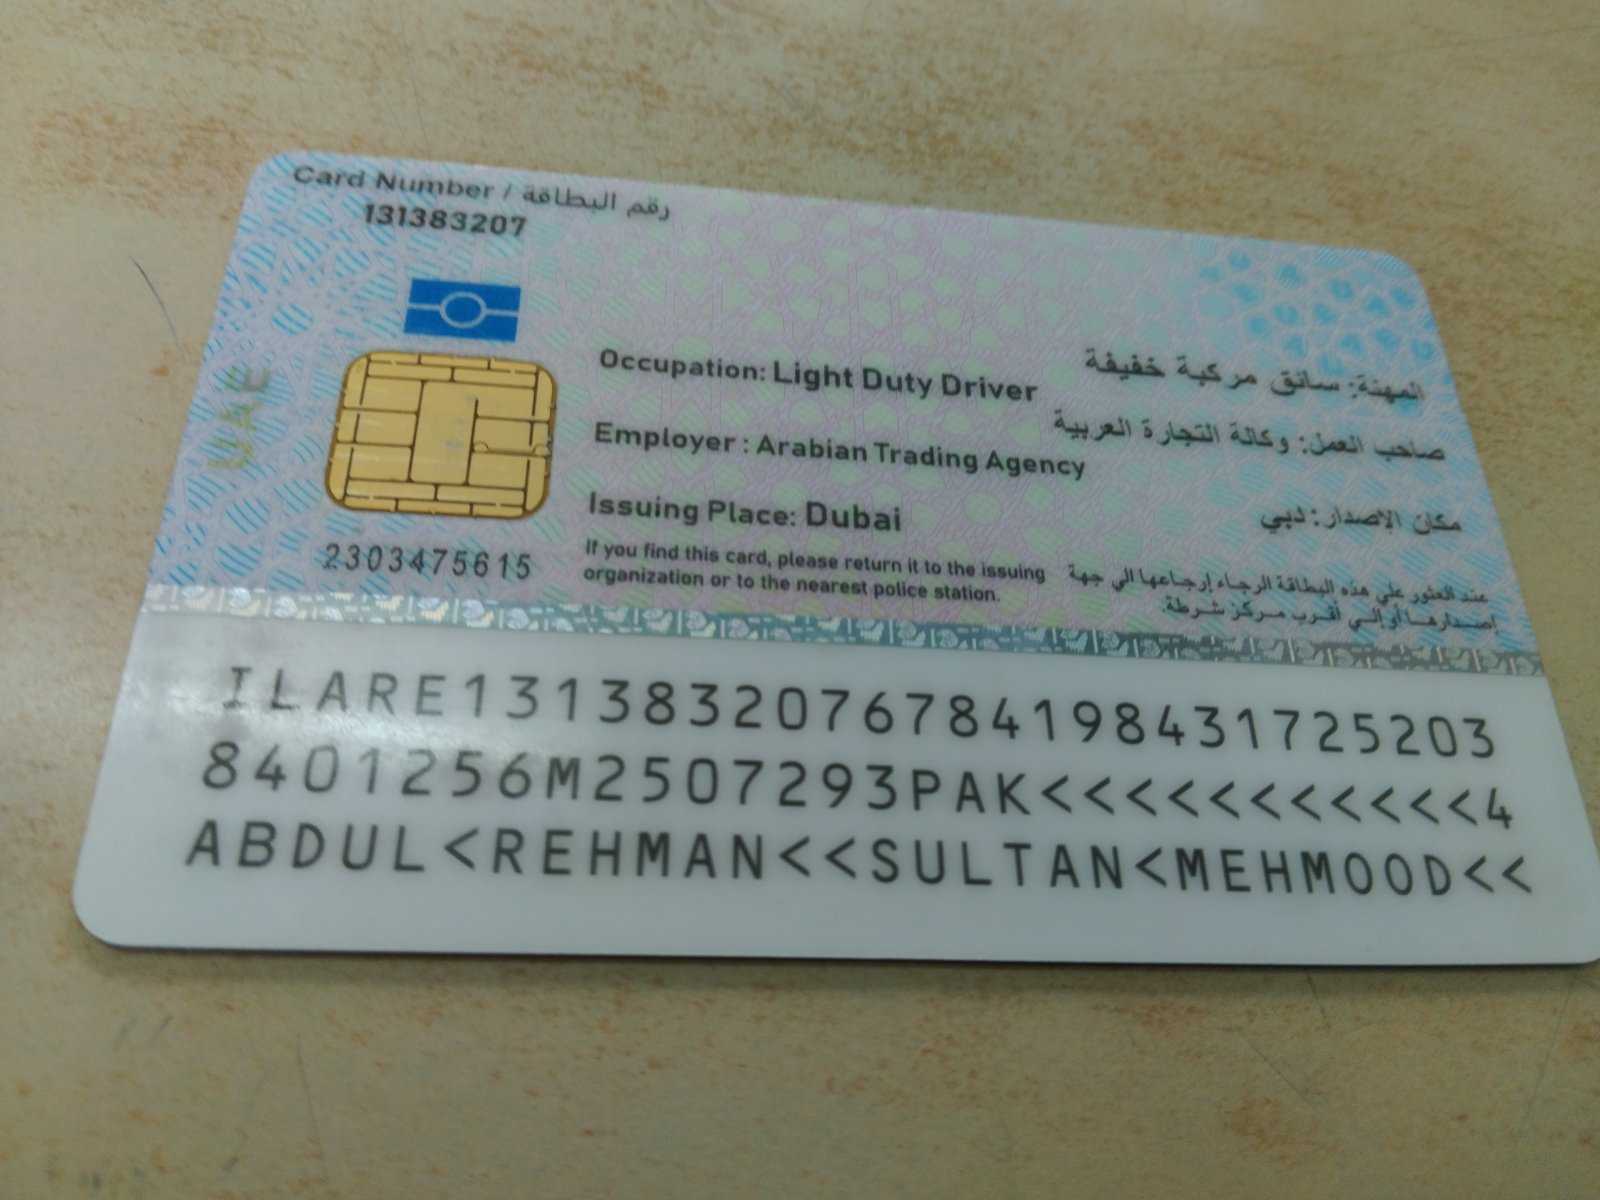 Card Number / رقم البطاقة
131383207
UAE
Occupation: Light Duty Driver
المهنة: سائق مركبة خفيفة
Employer : Arabian Trading Agency
صاحب العمل: وكالة التجارة العربية
Issuing Place: Dubai
مكان الإصدار: دبي
2303475615
If you find this card, please return it to the issuing
organization or to the nearest police station.
عند العثور علي هذه البطاقة الرجاء إرجاعها الي جهة
إصدارها أو إلي أقرب مركز شرطة.
ILARE1313832076784198431725203
8401256M2507293PAK<<<<<<<<<<<4
ABDUL<REHMAN<<SULTAN<MEHMOOD<<